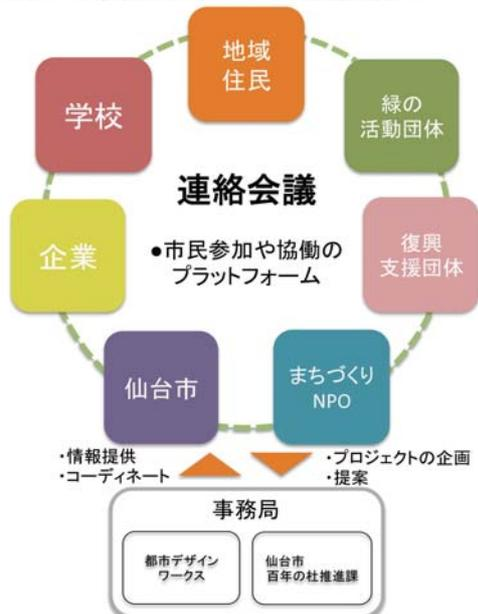 地域
住民
学校
緑の
活動団体
連絡会議
企業
●市民参加や協働の
プラットフォーム
復興
支援団体
仙台市
まちづくり
NPO
・情報提供
・コーディネート
・プロジェクトの企画
・提案
事務局
都市デザイン
ワークス
仙台市
百年の杜推進課